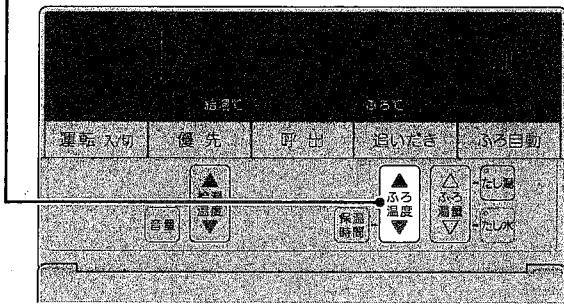 給湯℃ ふろ℃
運転 入/切 優先 呼出 追いだき ふろ自動
▲ 給湯温度 ▼
音量
保温時間
▲ ふろ温度 ▼
△ ふろ湯量 ▽
たし湯
たし水